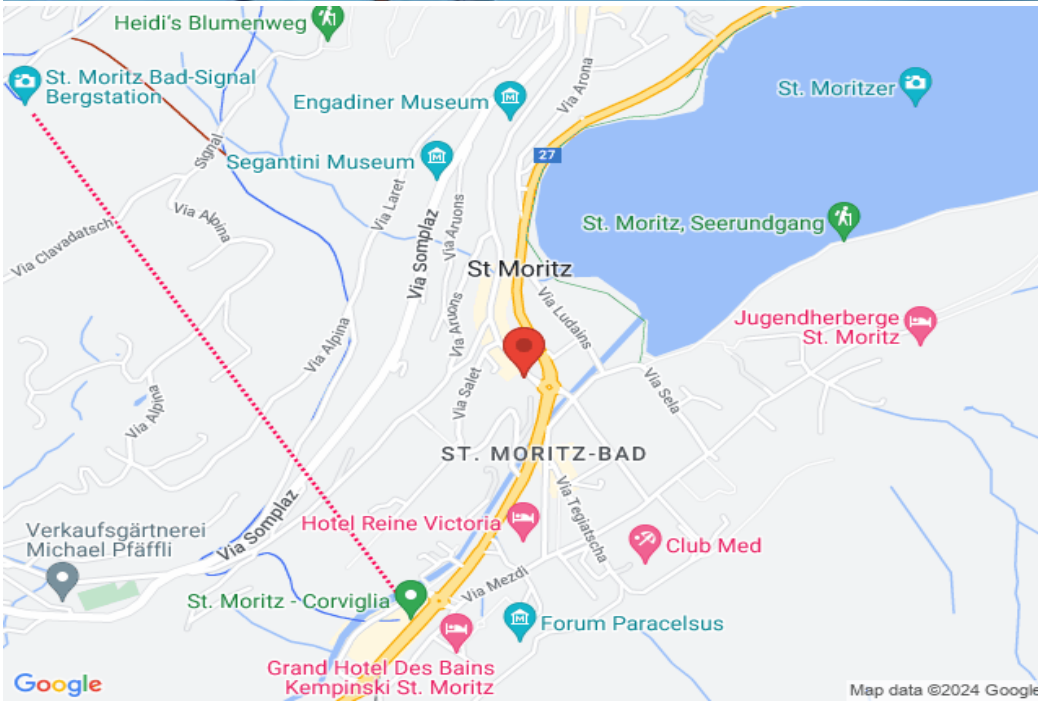 Heidi's Blumenweg
St. Moritz Bad-Signal
Bergstation
Engadiner Museum
Via Arona
St. Moritzer
Segantini Museum
27
Signal
Via Laret
Via Aruons
Via Alpina
Via Clavadatsch
Via Somplaz
St. Moritz, Seerundgang
St Moritz
Via Ludains
Via Aruons
Via Alpina
Jugendherberge
St. Moritz
Via Salet
Via Sela
Via Alpina
ST. MORITZ-BAD
Via Tegiatscha
Via Somplaz
Hotel Reine Victoria
Verkaufsgärtnerei
Michael Pfäffli
Club Med
Via Mezdi
St. Moritz - Corviglia
Forum Paracelsus
Grand Hotel Des Bains
Kempinski St. Moritz
Google
Map data ©2024 Google